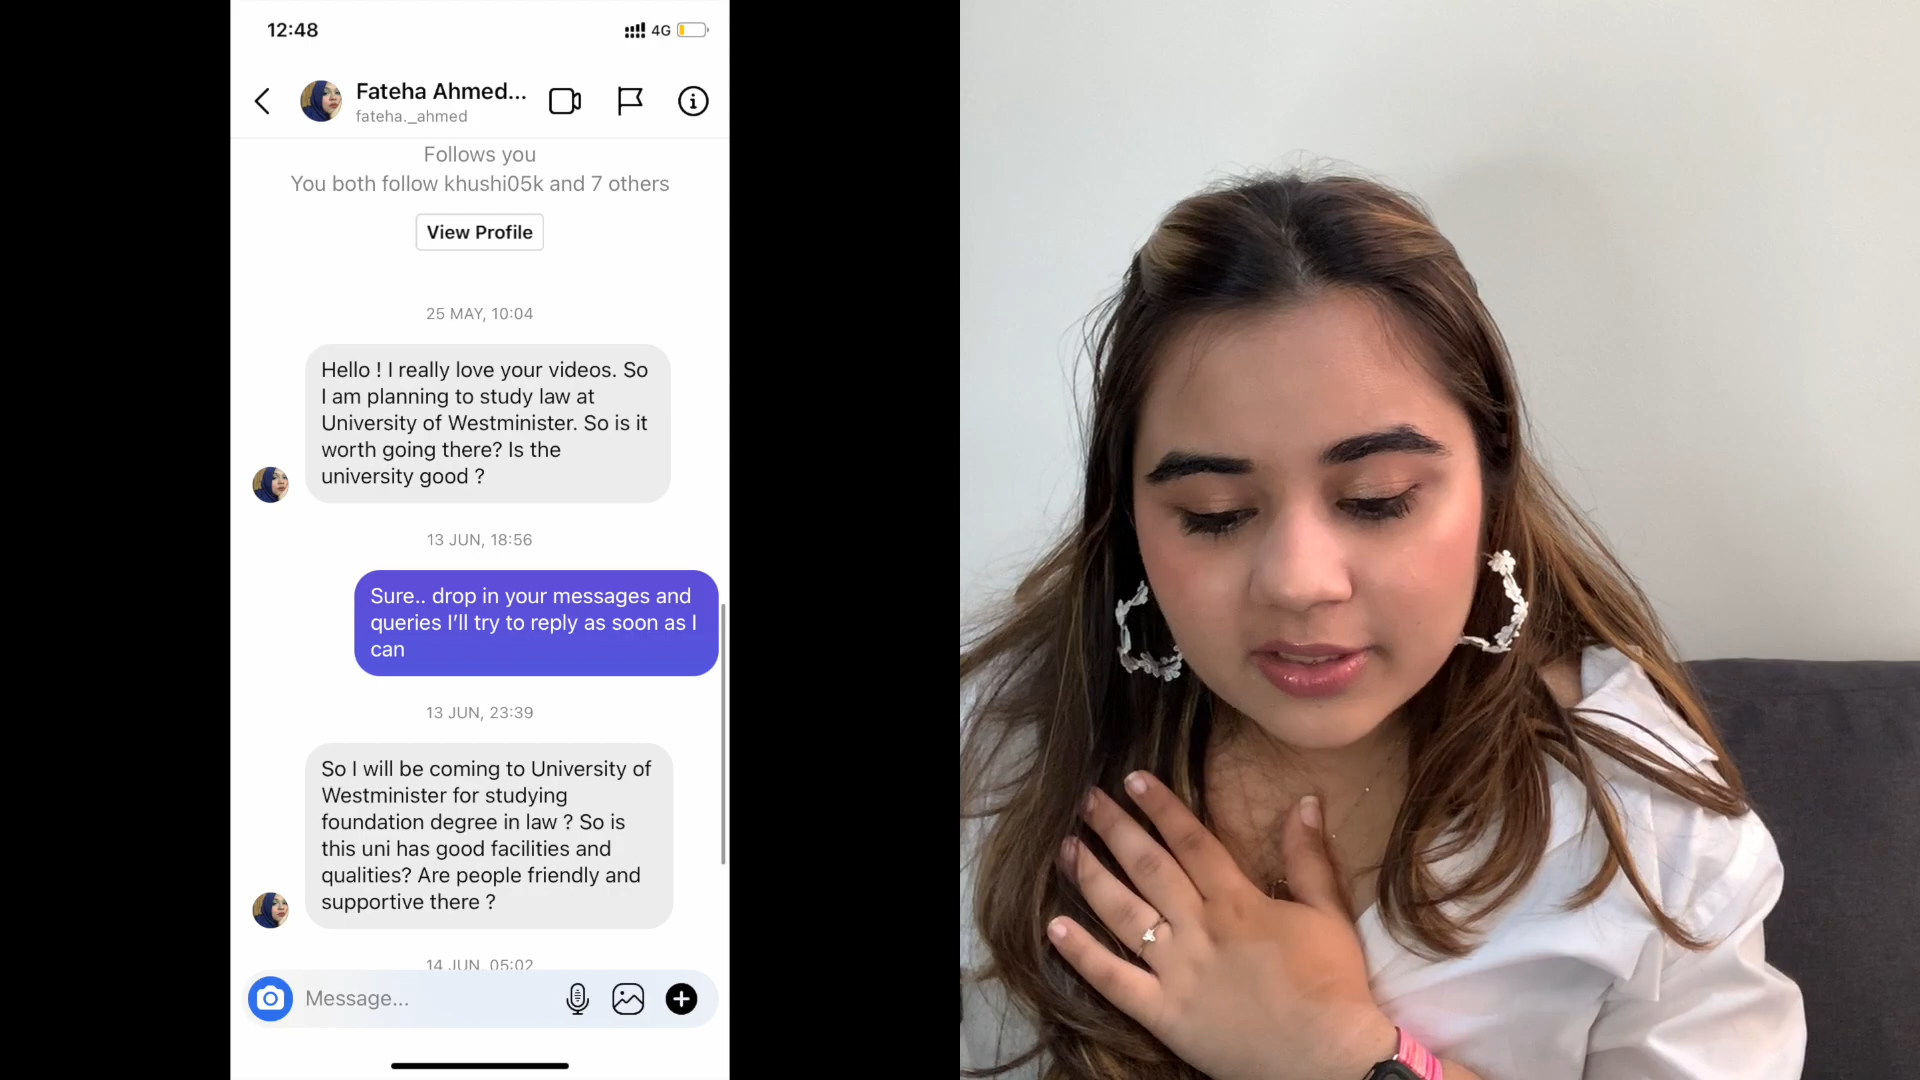 12:48
4G
Fateha Ahmed...
fateha._ahmed
Follows you
You both follow khushi05k and 7 others
View Profile
25 MAY, 10:04
Hello ! I really love your videos. So
I am planning to study law at
University of Westminister. So is it
worth going there? Is the
university good ?
13 JUN, 18:56
Sure.. drop in your messages and
queries I’ll try to reply as soon as I
can
13 JUN, 23:39
So I will be coming to University of
Westminister for studying
foundation degree in law ? So is
this uni has good facilities and
qualities? Are people friendly and
supportive there ?
14 JUN, 05:02
Message...